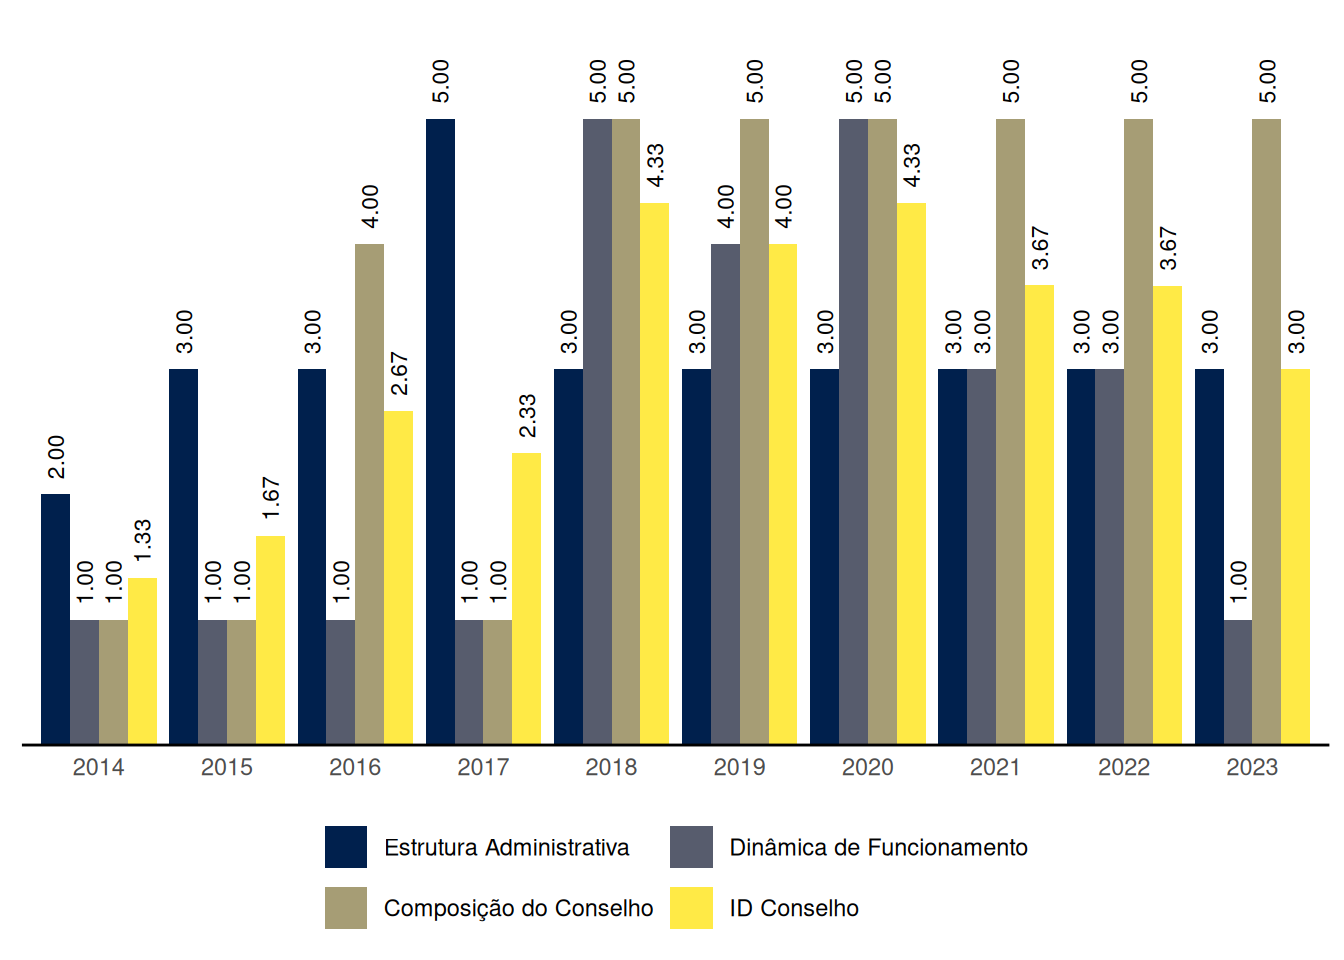 5.00 5.00 5.00 5.00 5.00 5.00 5.00 5.00 5.00
4.33 4.33
4.00 4.00 4.00
3.67 3.67
3.00 3.00 3.00 3.00 3.00 3.00 3.00 3.00 3.00 3.00 3.00
2.67
2.33
2.00
1.67
1.33
1.00 1.00 1.00 1.00 1.00 1.00 1.00 1.00
2014 2015 2016 2017 2018 2019 2020 2021 2022 2023
Estrutura Administrativa Dinâmica de Funcionamento
Composição do Conselho ID Conselho